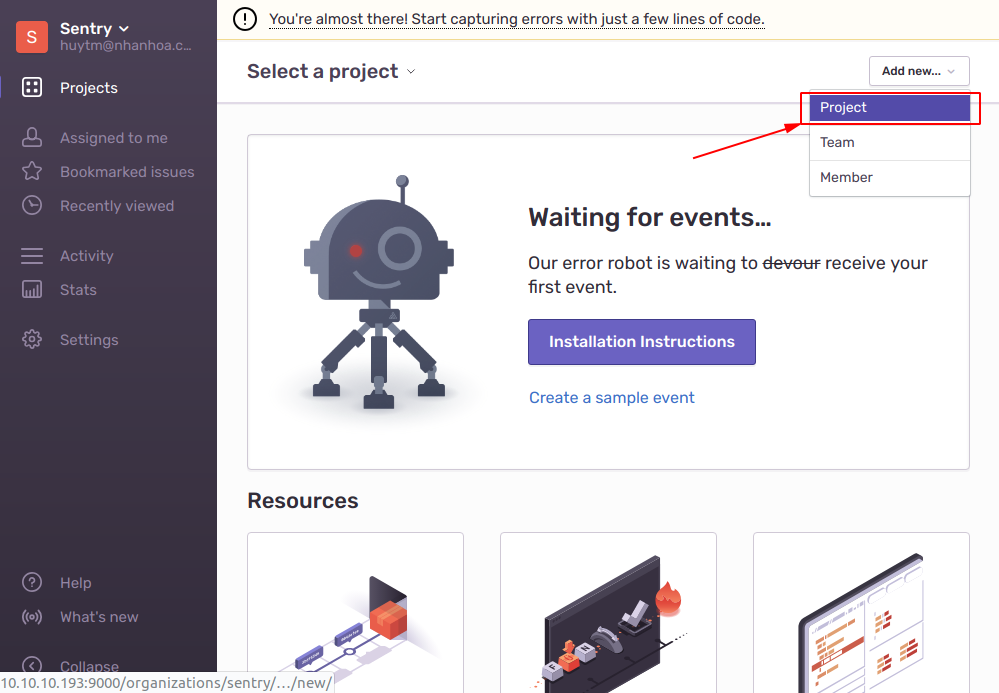 S
Sentry
huytm@nhanhoa.c...
Projects
Assigned to me
Bookmarked issues
Recently viewed
Activity
Stats
Settings
Help
What's new
Collapse
10.10.10.193:9000/organizations/sentry/…/new/
You're almost there! Start capturing errors with just a few lines of code.
Select a project
Add new...
Project
Team
Member
Waiting for events…
Our error robot is waiting to devour receive your
first event.
Installation Instructions
Create a sample event
Resources